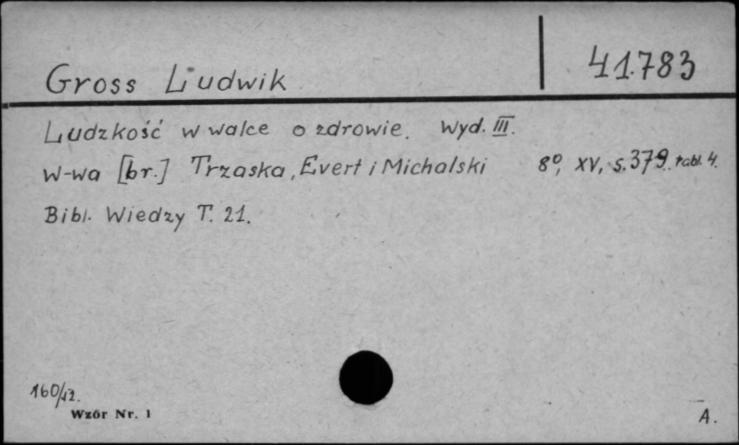 Gross Ludwik
41783
Ludzkość w walce o zdrowie. Wyd. III.
W-wa [br.] Trzaska, Evert i Michalski 8°, XV, s. 379. tabl. 4.
Bibl. Wiedzy T. 21.
160/42.
Wzór Nr. 1
A.